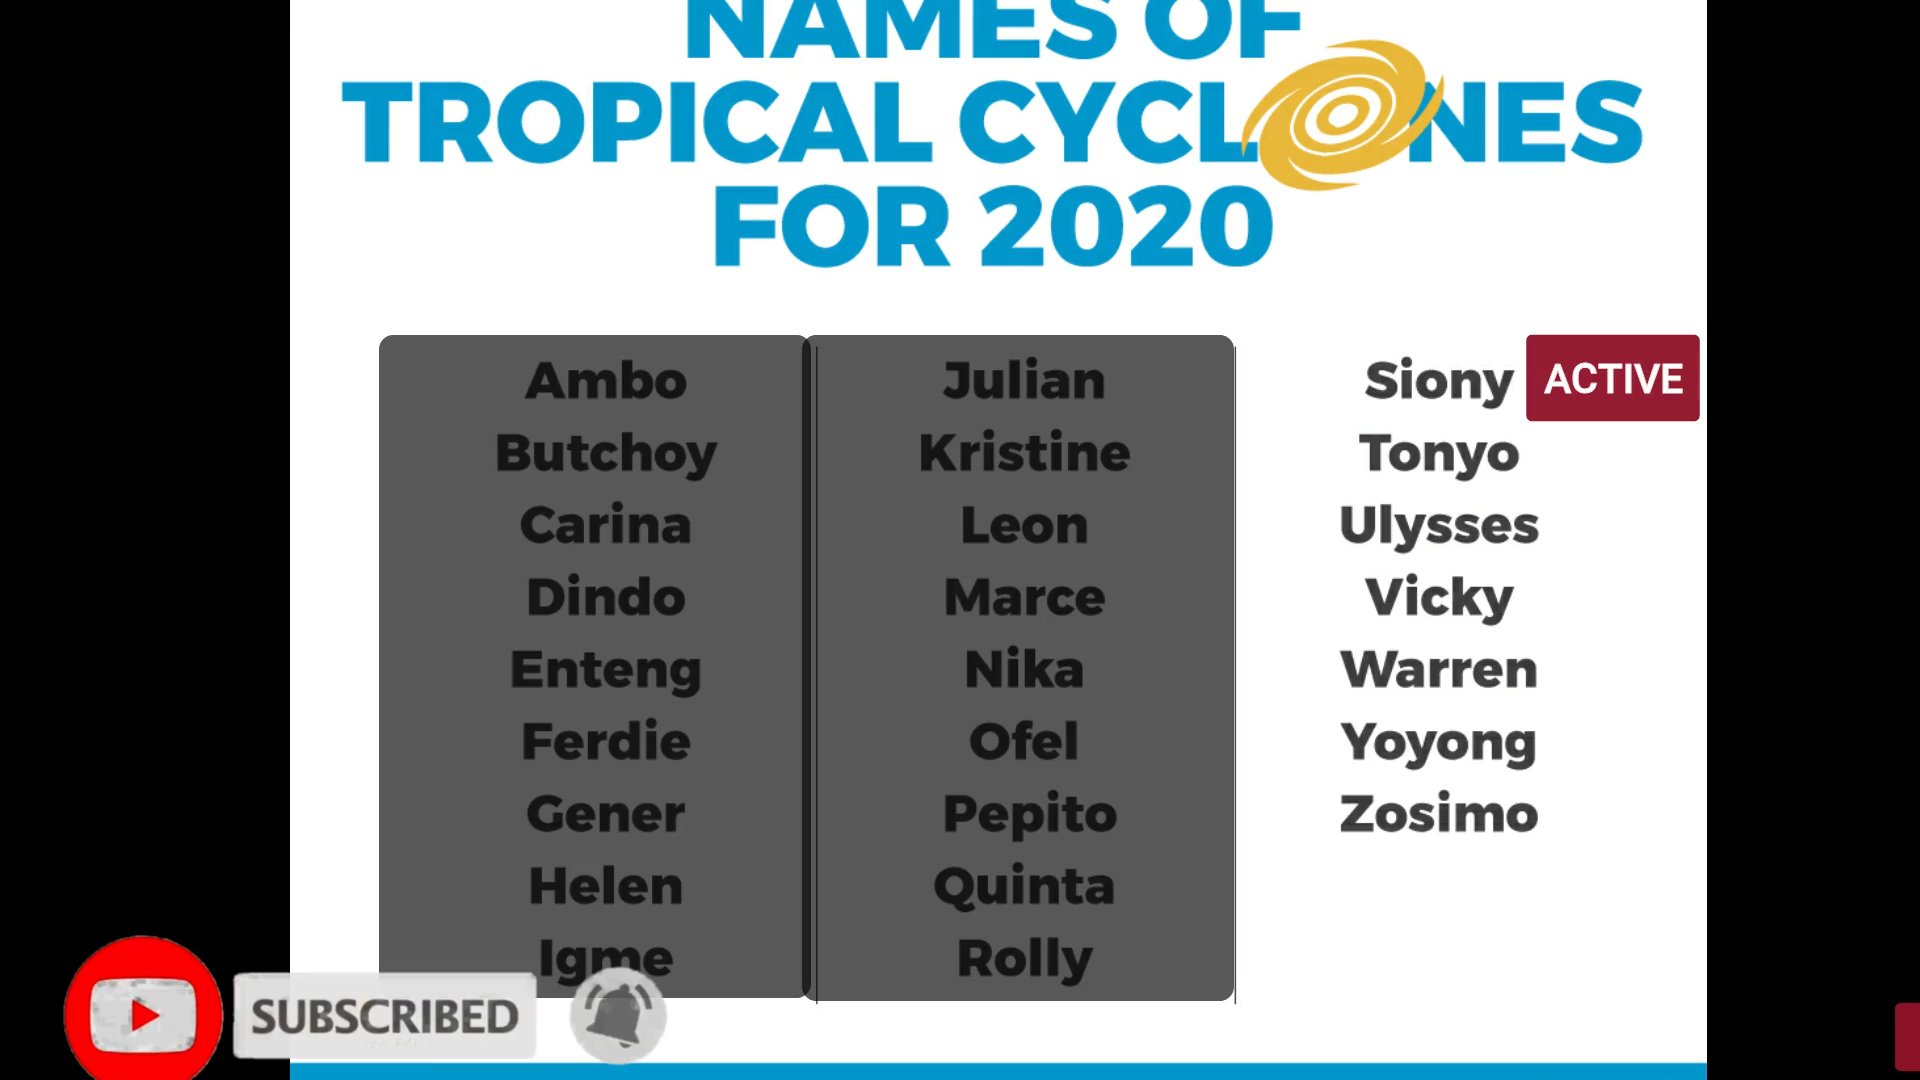 NAMES OF
TROPICAL CYCLONES
FOR 2020
Ambo
Butchoy
Carina
Dindo
Enteng
Ferdie
Gener
Helen
Igme
Julian
Kristine
Leon
Marce
Nika
Ofel
Pepito
Quinta
Rolly
Siony ACTIVE
Tonyo
Ulysses
Vicky
Warren
Yoyong
Zosimo
SUBSCRIBED